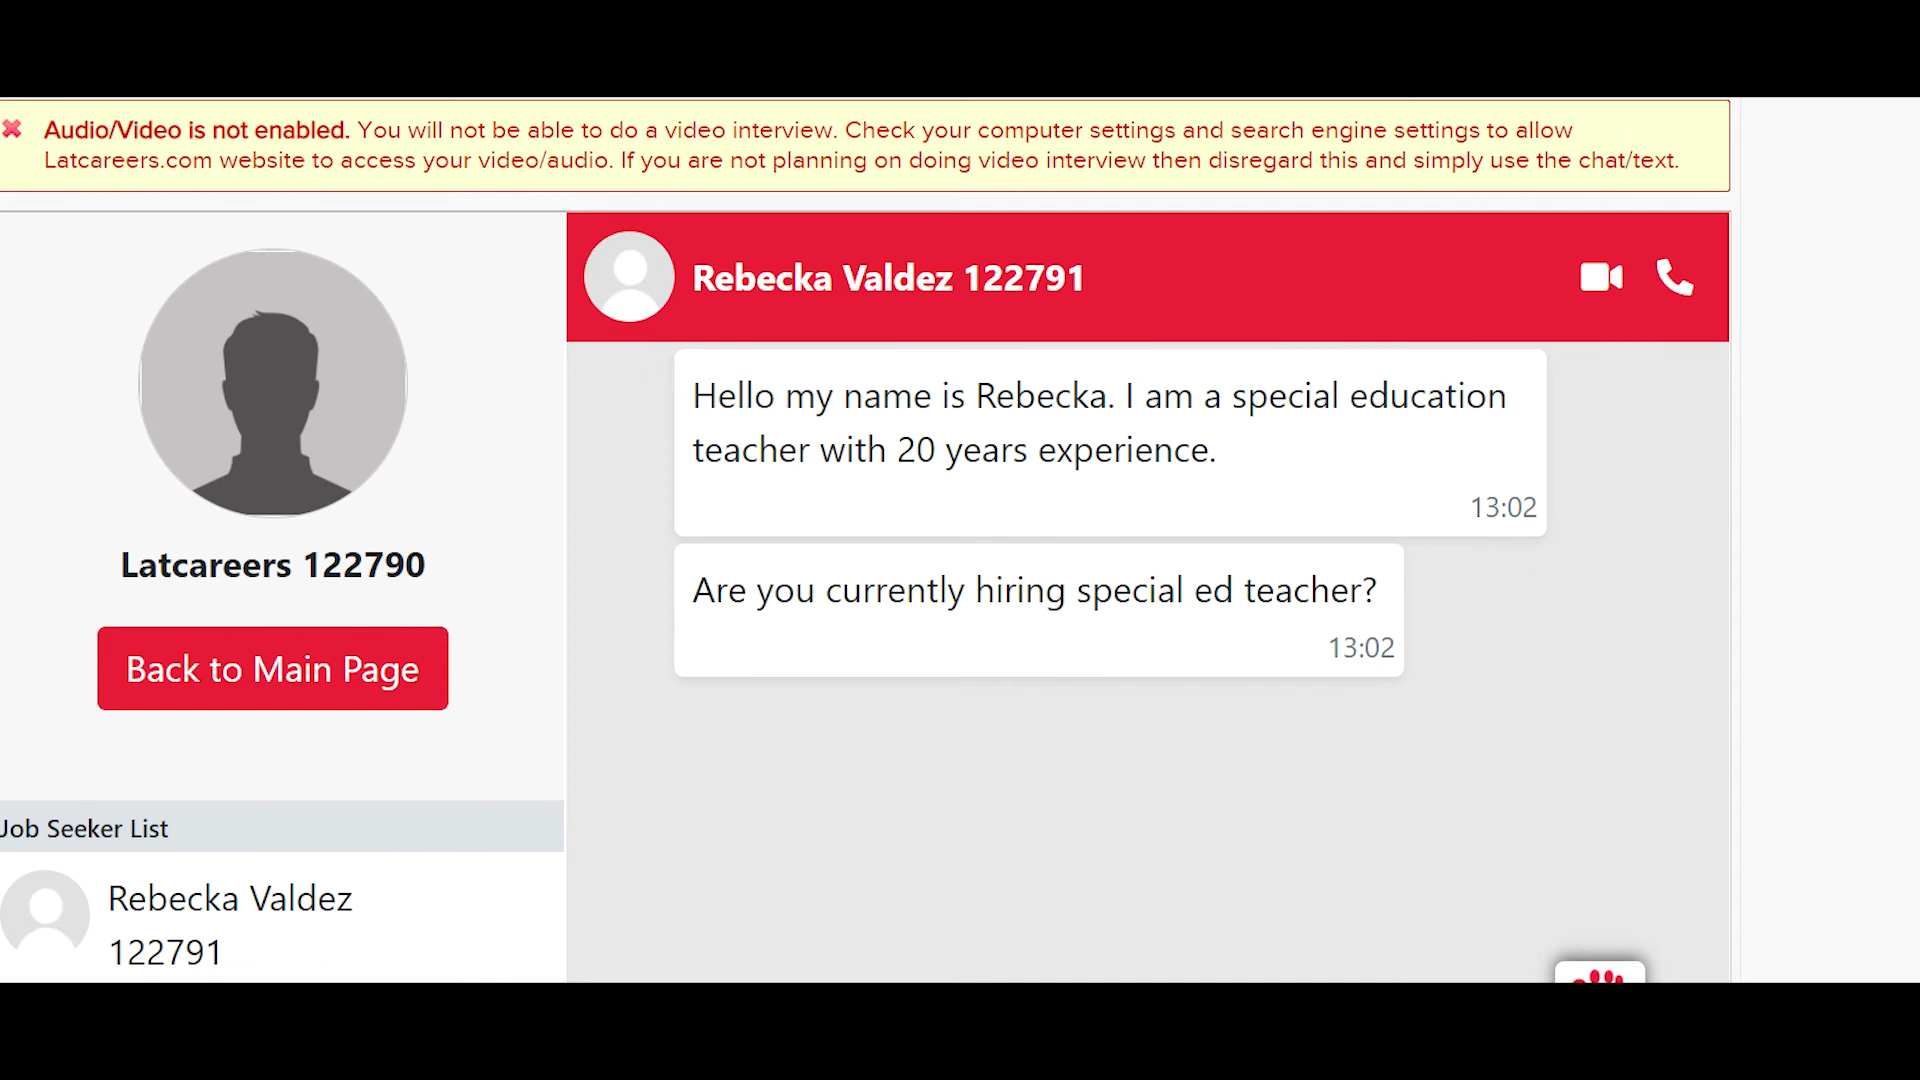 Audio/Video is not enabled. You will not be able to do a video interview. Check your computer settings and search engine settings to allow
Latcareers.com website to access your video/audio. If you are not planning on doing video interview then disregard this and simply use the chat/text.
Latcareers 122790
Back to Main Page
Job Seeker List
Rebecka Valdez
122791
Rebecka Valdez 122791
Hello my name is Rebecka. I am a special education
teacher with 20 years experience.
13:02
Are you currently hiring special ed teacher?
13:02